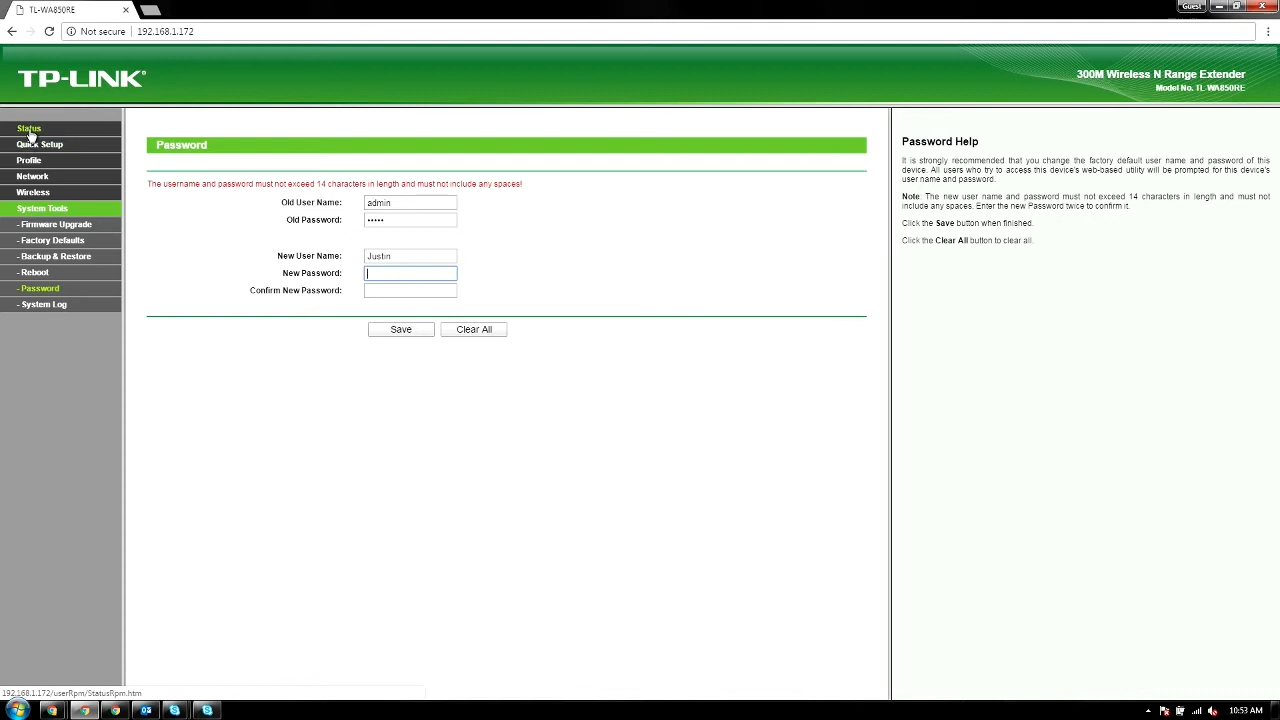 TL-WA850RE
Guest
Not secure
192.168.1.172
TP-LINK®
300M Wireless N Range Extender
Model No. TL-WA850RE
Status
Quick Setup
Profile
Network
Wireless
System Tools
- Firmware Upgrade
- Factory Defaults
- Backup & Restore
- Reboot
- Password
- System Log
Password
The username and password must not exceed 14 characters in length and must not include any spaces!
Old User Name: admin
Old Password: •••••
New User Name: Justin
New Password:
Confirm New Password:
Save Clear All
Password Help
It is strongly recommended that you change the factory default user name and password of this
device. All users who try to access this device's web-based utility will be prompted for this device's
user name and password.
Note: The new user name and password must not exceed 14 characters in length and must not
include any spaces. Enter the new Password twice to confirm it.
Click the Save button when finished.
Click the Clear All button to clear all.
192.168.1.172/userRpm/StatusRpm.htm
10:53 AM